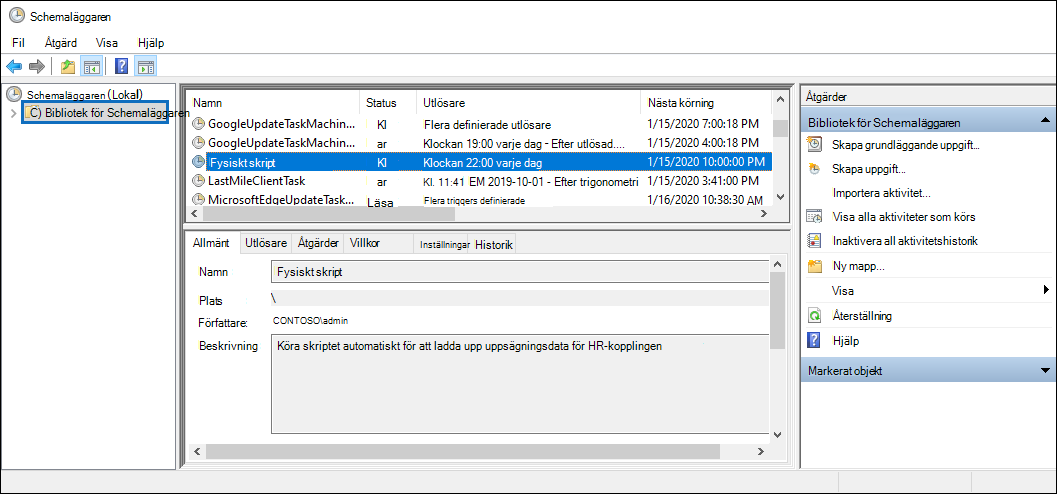 Schemaläggaren
Fil Åtgärd Visa Hjälp
Schemaläggaren (Lokal)
C) Bibliotek för Schemaläggaren
Namn Status Utlösare Nästa körning
GoogleUpdateTaskMachin... Kl Flera definierade utlösare 1/15/2020 7:00:18 PM
GoogleUpdateTaskMachin... ar Klockan 19:00 varje dag - Efter utlösad.... 1/15/2020 4:00:18 PM
Fysiskt skript Kl Klockan 22:00 varje dag 1/15/2020 10:00:00 PM
LastMileClientTask ar Kl. 11:41 EM 2019-10-01 - Efter trigonometri 1/15/2020 3:41:00 PM
MicrosoftEdgeUpdateTask... Läsa Flera triggers definierade 1/16/2020 10:38:30 AM
Allmänt Utlösare Åtgärder Villkor Inställningar Historik
Namn Fysiskt skript
Plats \
Författare: CONTOSO\admin
Beskrivning Köra skriptet automatiskt för att ladda upp uppsägningsdata för HR-kopplingen
Åtgärder
Bibliotek för Schemaläggaren
Skapa grundläggande uppgift...
Skapa uppgift...
Importera aktivitet...
Visa alla aktiviteter som körs
Inaktivera all aktivitetshistorik
Ny mapp...
Visa
Återställning
Hjälp
Markerat objekt